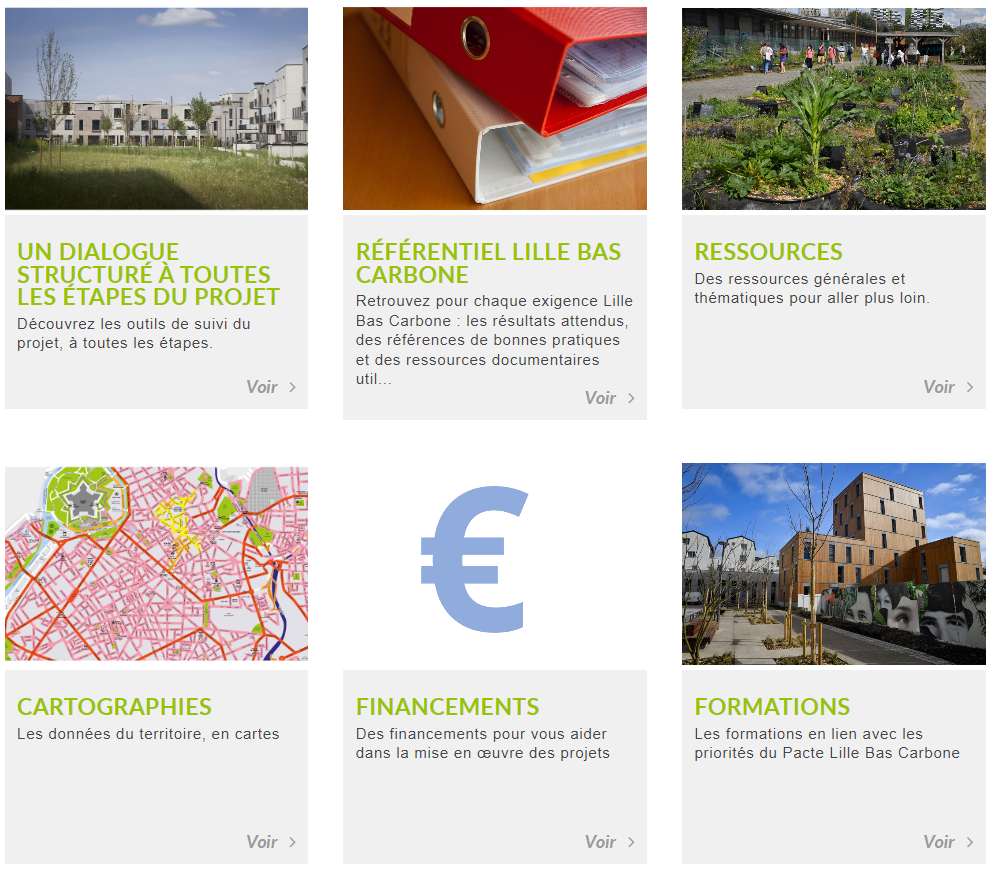 UN DIALOGUE
STRUCTURÉ À TOUTES
LES ÉTAPES DU PROJET
Découvrez les outils de suivi du
projet, à toutes les étapes.
Voir
RÉFÉRENTIEL LILLE BAS
CARBONE
Retrouvez pour chaque exigence Lille
Bas Carbone : les résultats attendus,
des références de bonnes pratiques
et des ressources documentaires
util...
Voir
RESSOURCES
Des ressources générales et
thématiques pour aller plus loin.
Voir
CARTOGRAPHIES
Les données du territoire, en cartes
Voir
€
FINANCEMENTS
Des financements pour vous aider
dans la mise en œuvre des projets
Voir
FORMATIONS
Les formations en lien avec les
priorités du Pacte Lille Bas Carbone
Voir